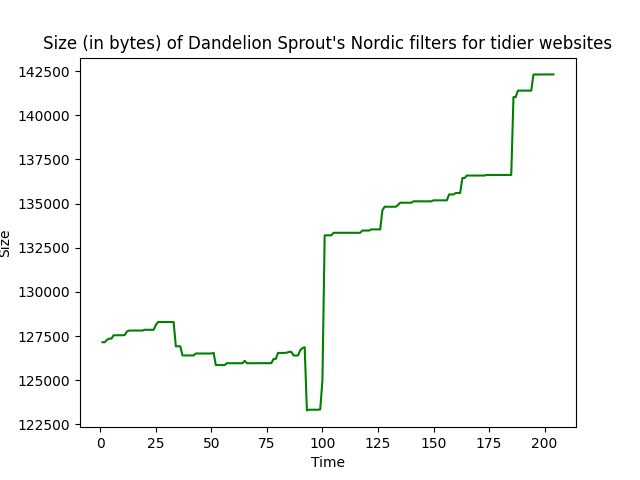 Size (in bytes) of Dandelion Sprout's Nordic filters for tidier websites
142500
140000
137500
135000
132500
130000
127500
125000
122500
Size
0 25 50 75 100 125 150 175 200
Time